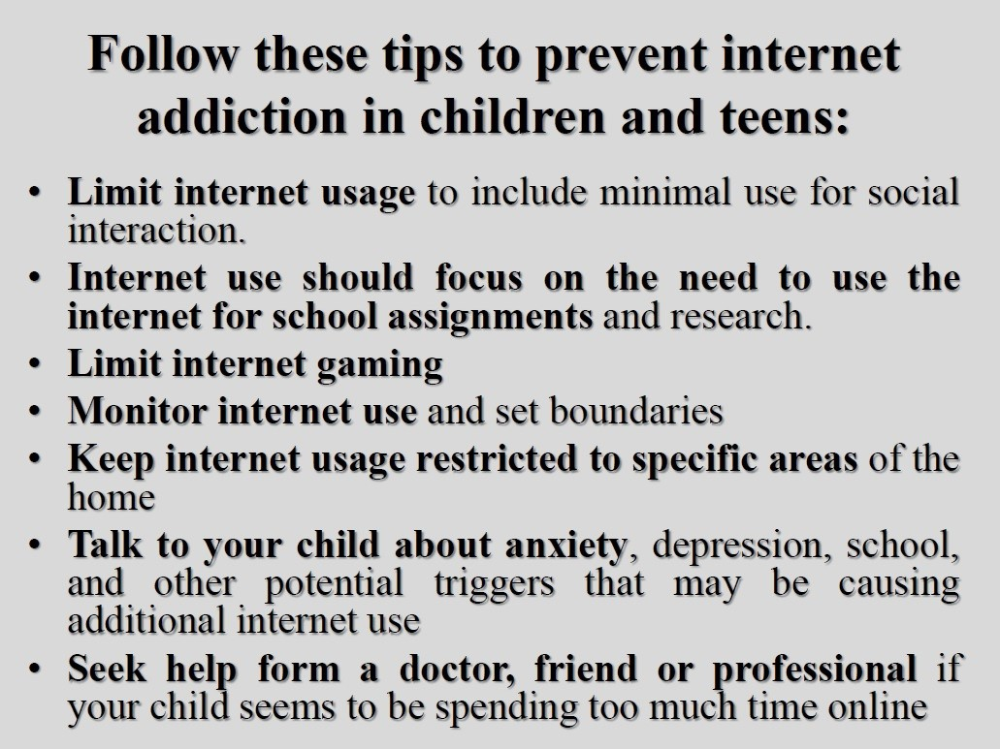 Follow these tips to prevent internet
addiction in children and teens:
• Limit internet usage to include minimal use for social
interaction.
• Internet use should focus on the need to use the
internet for school assignments and research.
• Limit internet gaming
• Monitor internet use and set boundaries
• Keep internet usage restricted to specific areas of the
home
• Talk to your child about anxiety, depression, school,
and other potential triggers that may be causing
additional internet use
• Seek help form a doctor, friend or professional if
your child seems to be spending too much time online